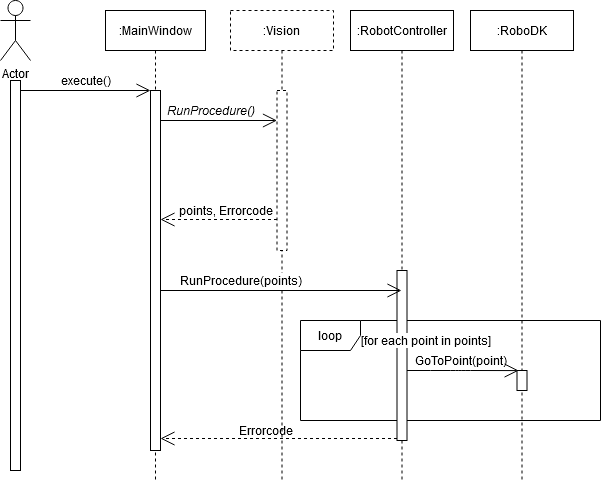 :MainWindow
:Vision
:RobotController
:RoboDK
Actor
execute()
RunProcedure()
points, Errorcode
RunProcedure(points)
loop
[for each point in points]
GoToPoint(point)
Errorcode